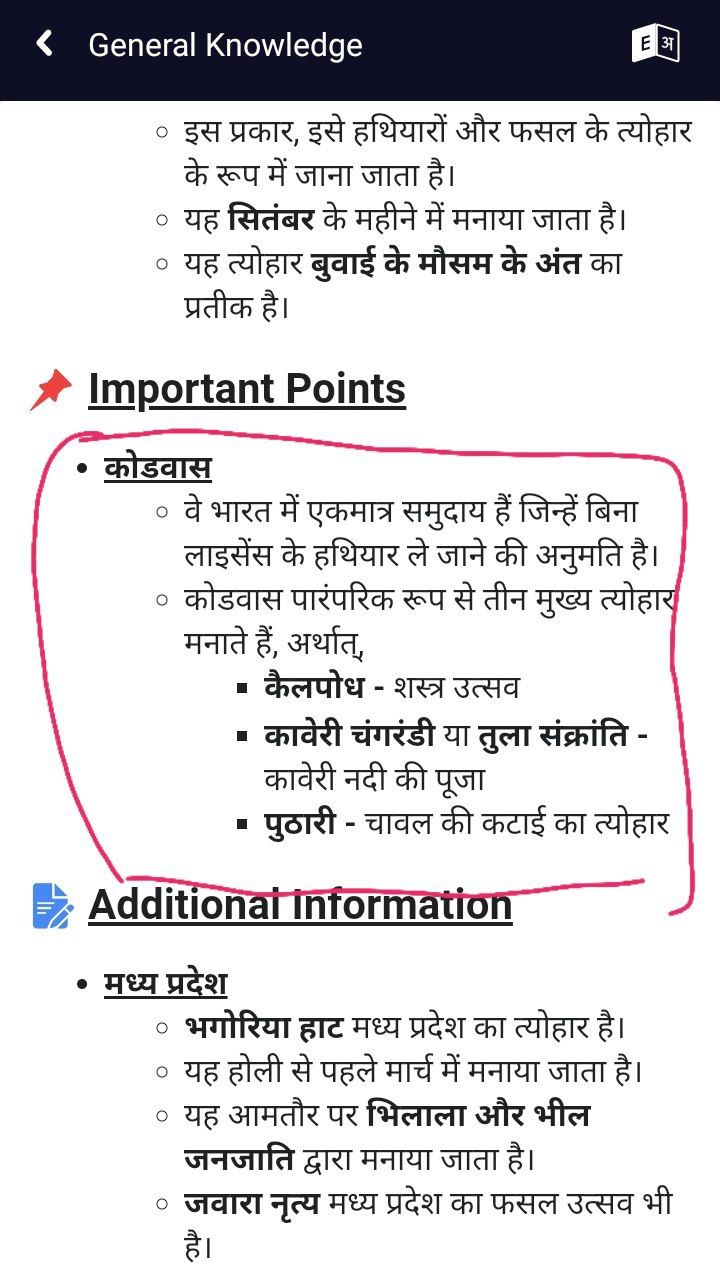 General Knowledge
E अ
इस प्रकार, इसे हथियारों और फसल के त्योहार
के रूप में जाना जाता है।
यह सितंबर के महीने में मनाया जाता है।
यह त्योहार बुवाई के मौसम के अंत का
प्रतीक है।
Important Points
कोडवास
वे भारत में एकमात्र समुदाय हैं जिन्हें बिना
लाइसेंस के हथियार ले जाने की अनुमति है।
कोडवास पारंपरिक रूप से तीन मुख्य त्योहार
मनाते हैं, अर्थात्,
कैलपोध - शस्त्र उत्सव
कावेरी चंगरंडी या तुला संक्रांति -
कावेरी नदी की पूजा
पुठारी - चावल की कटाई का त्योहार
Additional Information
मध्य प्रदेश
भगोरिया हाट मध्य प्रदेश का त्योहार है।
यह होली से पहले मार्च में मनाया जाता है।
यह आमतौर पर भिलाला और भील
जनजाति द्वारा मनाया जाता है।
जवारा नृत्य मध्य प्रदेश का फसल उत्सव भी
है।